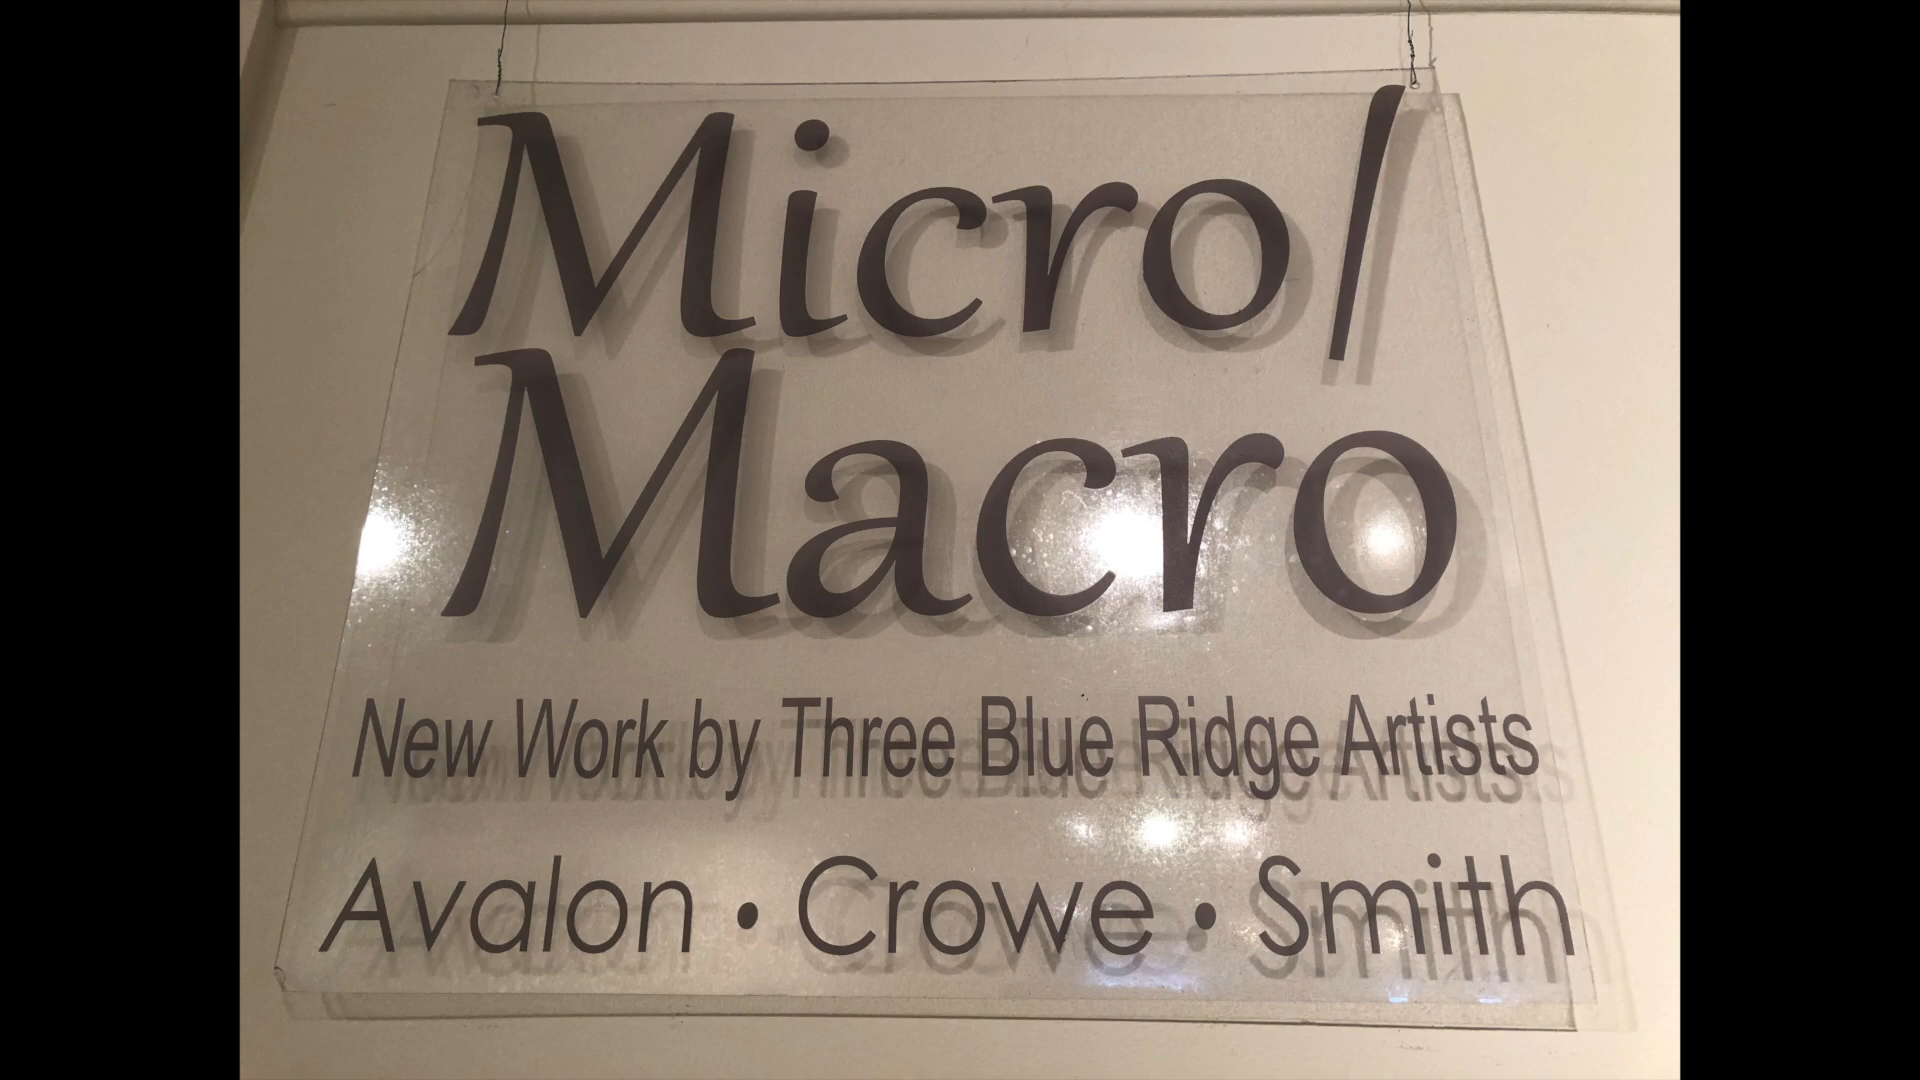 Micro/
Macro
New Work by Three Blue Ridge Artists
Avalon • Crowe • Smith